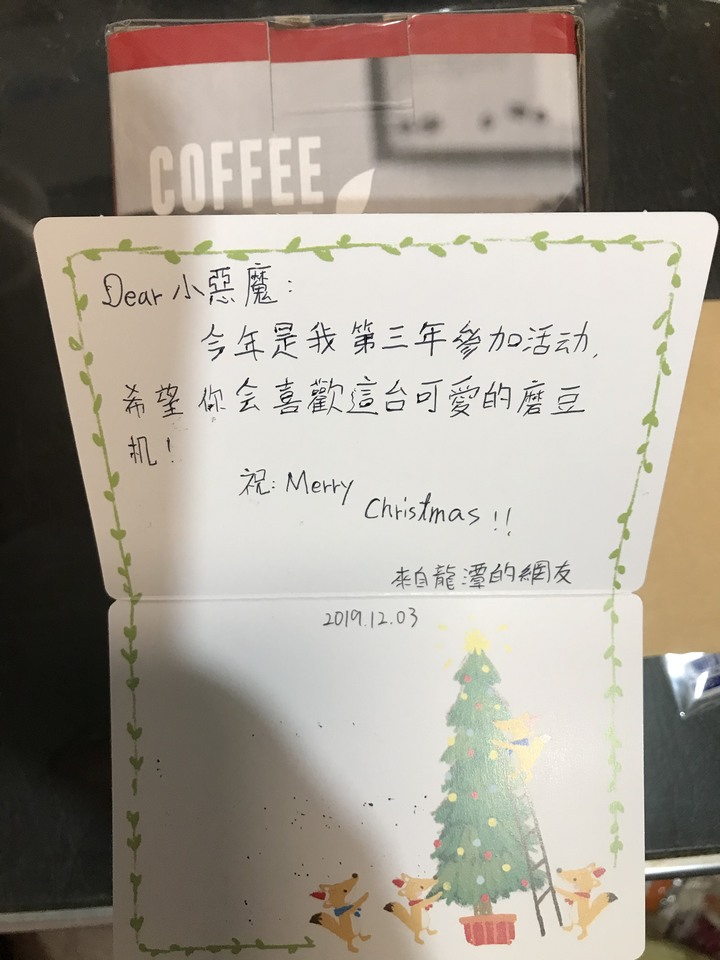 COFFEE
Dear 小惡魔:
今年是我第三年參加活动,
希望你会喜歡這台可愛的磨豆
机!
祝: Merry
Christmas !!
來自龍潭的網友
2019.12.03